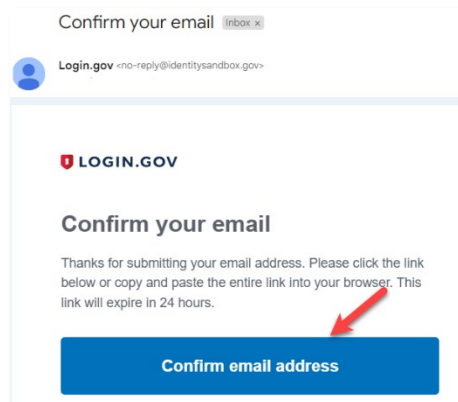 Confirm your email Inbox ×
Login.gov <no-reply@identitysandbox.gov>
LOGIN.GOV
Confirm your email
Thanks for submitting your email address. Please click the link
below or copy and paste the entire link into your browser. This
link will expire in 24 hours.
Confirm email address